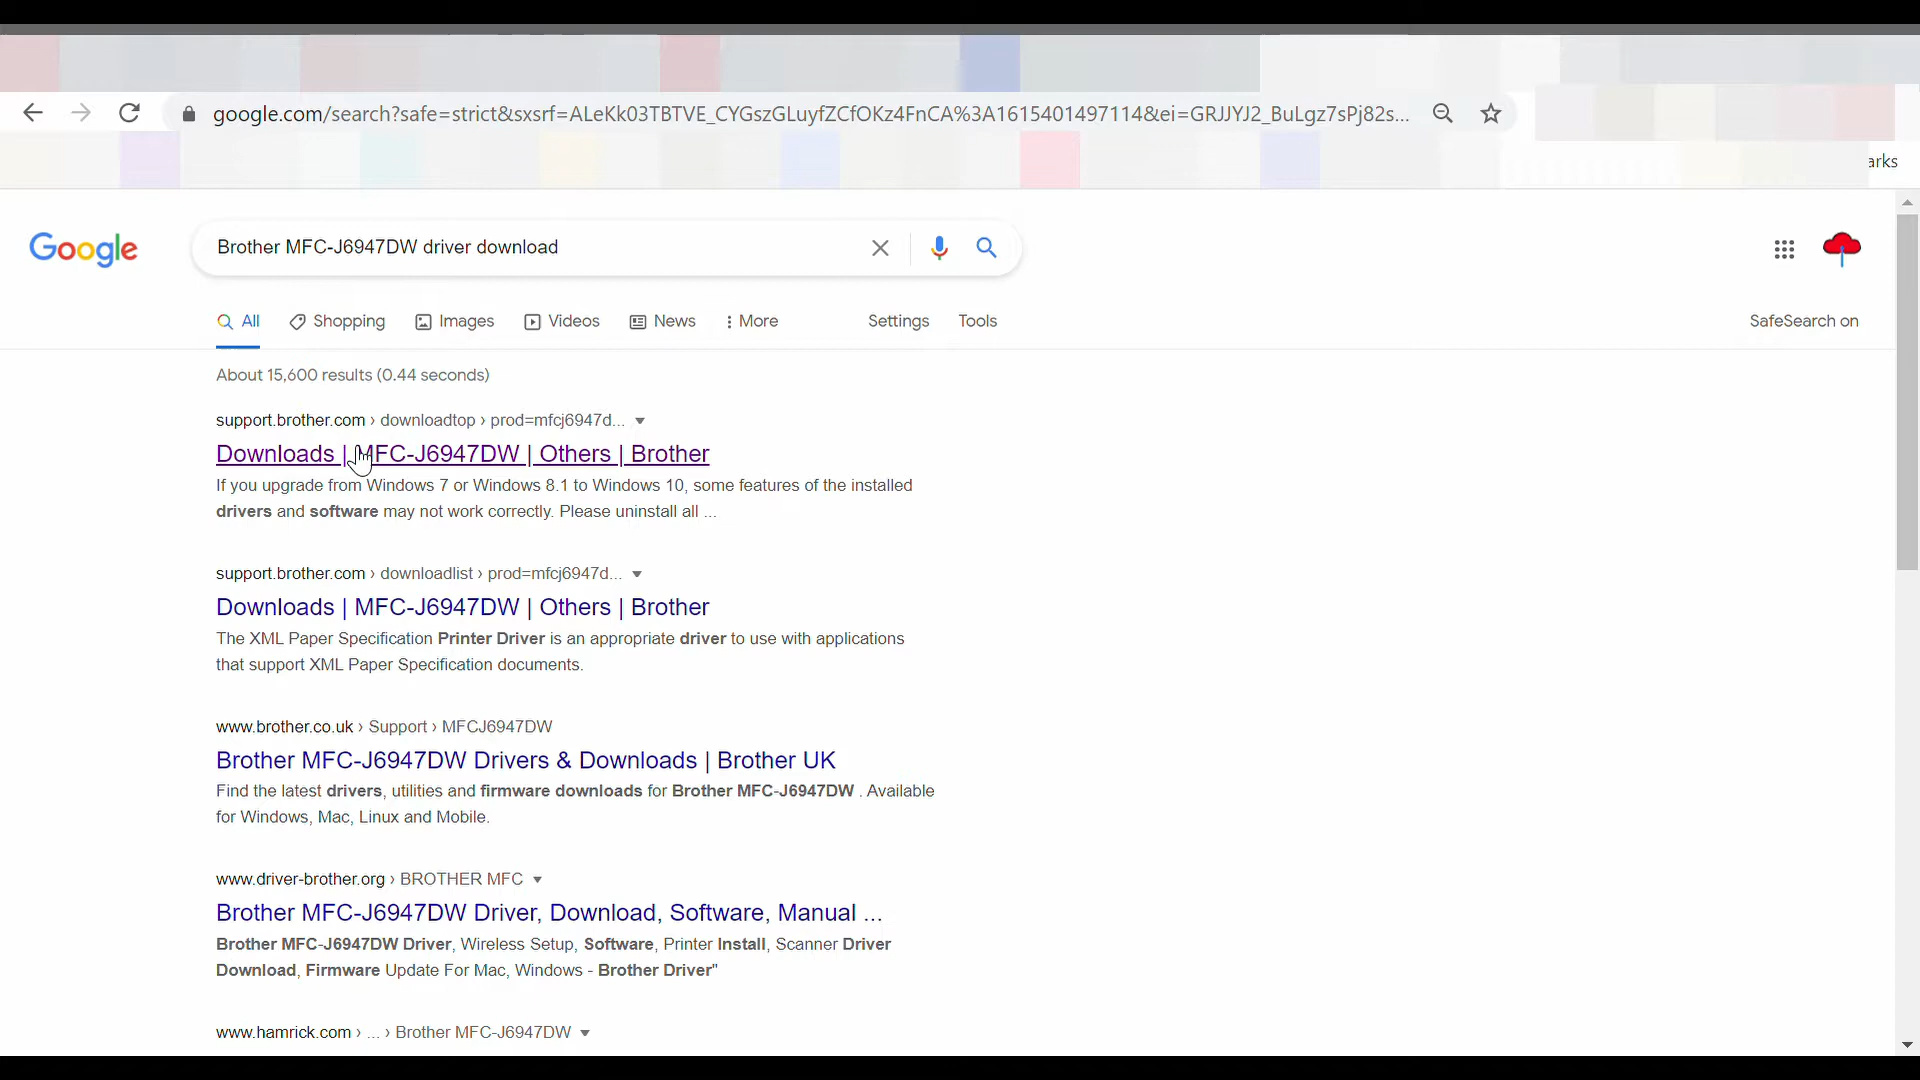 google.com/search?safe=strict&sxsrf=ALeKk03TBTVE_CYGszGLuyfZCfOKz4FnCA%3A1615401497114&ei=GRJJYJ2_BuLgz7sPj82s...
arks
Google
Brother MFC-J6947DW driver download
All Shopping Images Videos News More Settings Tools SafeSearch on
About 15,600 results (0.44 seconds)
support.brother.com › downloadtop › prod=mfcj6947d...
Downloads | MFC-J6947DW | Others | Brother
If you upgrade from Windows 7 or Windows 8.1 to Windows 10, some features of the installed
drivers and software may not work correctly. Please uninstall all ...
support.brother.com › downloadlist › prod=mfcj6947d...
Downloads | MFC-J6947DW | Others | Brother
The XML Paper Specification Printer Driver is an appropriate driver to use with applications
that support XML Paper Specification documents.
www.brother.co.uk › Support › MFCJ6947DW
Brother MFC-J6947DW Drivers & Downloads | Brother UK
Find the latest drivers, utilities and firmware downloads for Brother MFC-J6947DW . Available
for Windows, Mac, Linux and Mobile.
www.driver-brother.org › BROTHER MFC
Brother MFC-J6947DW Driver, Download, Software, Manual ...
Brother MFC-J6947DW Driver, Wireless Setup, Software, Printer Install, Scanner Driver
Download, Firmware Update For Mac, Windows - Brother Driver"
www.hamrick.com › ... › Brother MFC-J6947DW